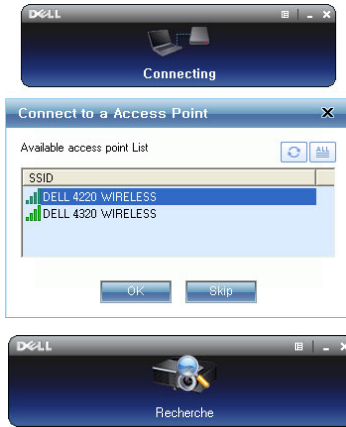 DELL
Connecting
Connect to a Access Point
Available access point List
ALL
SSID
DELL 4220 WIRELESS
DELL 4320 WIRELESS
OK
Skip
DELL
Recherche